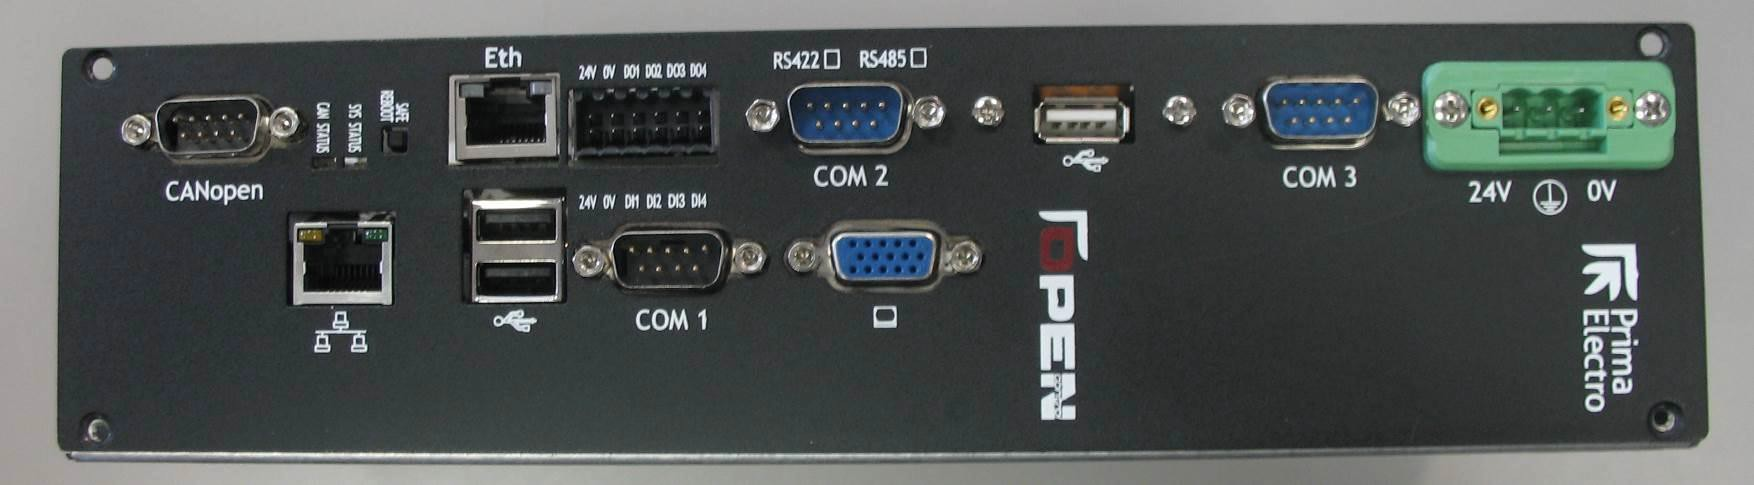 Eth
RS422 RS485
24V 0V DO1 DO2 DO3 DO4
SAFE
REBOOT
SYS STATUS
CAN STATUS
CANopen
COM 2
COM 3
24V 0V
24V 0V DI1 DI2 DI3 DI4
COM 1
OPEN
control
Prima
Electro